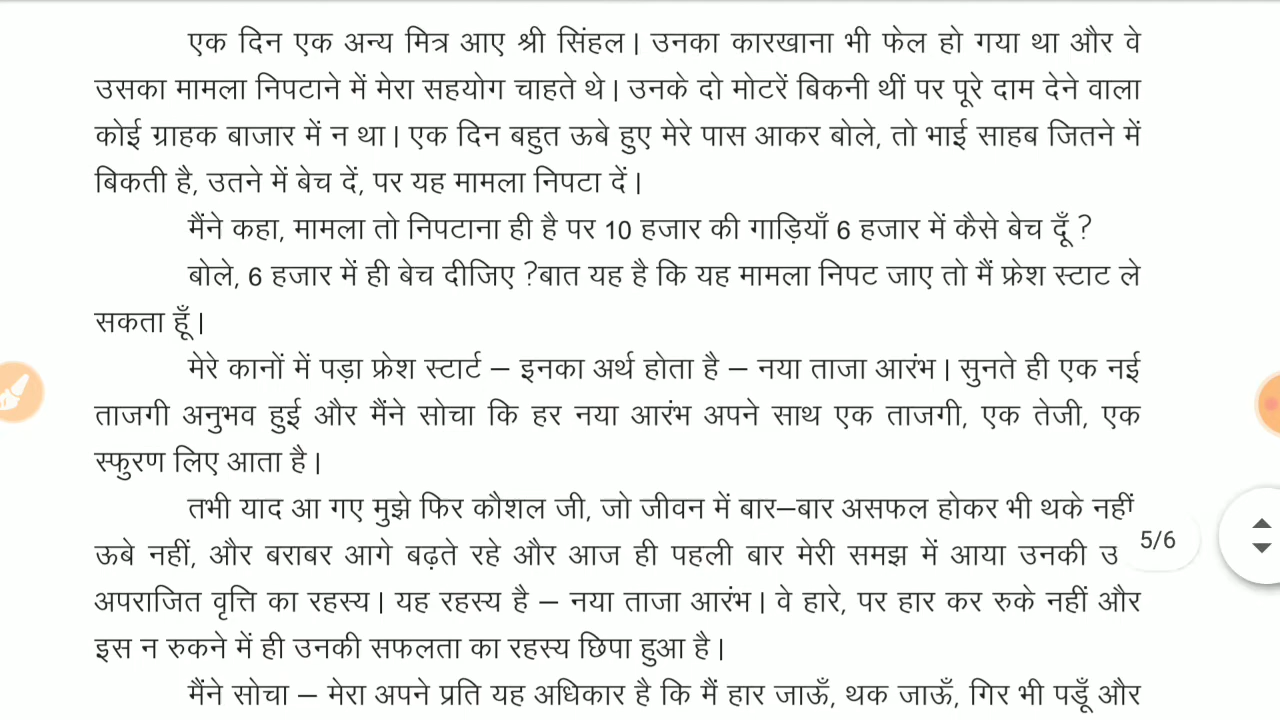 एक दिन एक अन्य मित्र आए श्री सिंहल। उनका कारखाना भी फेल हो गया था और वे
उसका मामला निपटाने में मेरा सहयोग चाहते थे। उनके दो मोटरें बिकनी थीं पर पूरे दाम देने वाला
कोई ग्राहक बाजार में न था। एक दिन बहुत ऊबे हुए मेरे पास आकर बोले, तो भाई साहब जितने में
बिकती है, उतने में बेच दें, पर यह मामला निपटा दें।
मैंने कहा, मामला तो निपटाना ही है पर 10 हजार की गाड़ियाँ 6 हजार में कैसे बेच दूँ ?
बोले, 6 हजार में ही बेच दीजिए ?बात यह है कि यह मामला निपट जाए तो मैं फ्रेश स्टाट ले
सकता हूँ।
मेरे कानों में पड़ा फ्रेश स्टार्ट – इनका अर्थ होता है – नया ताजा आरंभ। सुनते ही एक नई
ताजगी अनुभव हुई और मैंने सोचा कि हर नया आरंभ अपने साथ एक ताजगी, एक तेजी, एक
स्फुरण लिए आता है।
तभी याद आ गए मुझे फिर कौशल जी, जो जीवन में बार–बार असफल होकर भी थके नहीं
ऊबे नहीं, और बराबर आगे बढ़ते रहे और आज ही पहली बार मेरी समझ में आया उनकी उ
5/6
अपराजित वृत्ति का रहस्य। यह रहस्य है – नया ताजा आरंभ। वे हारे, पर हार कर रुके नहीं और
इस न रुकने में ही उनकी सफलता का रहस्य छिपा हुआ है।
मैंने सोचा – मेरा अपने प्रति यह अधिकार है कि मैं हार जाऊँ, थक जाऊँ, गिर भी पड़ूँ और